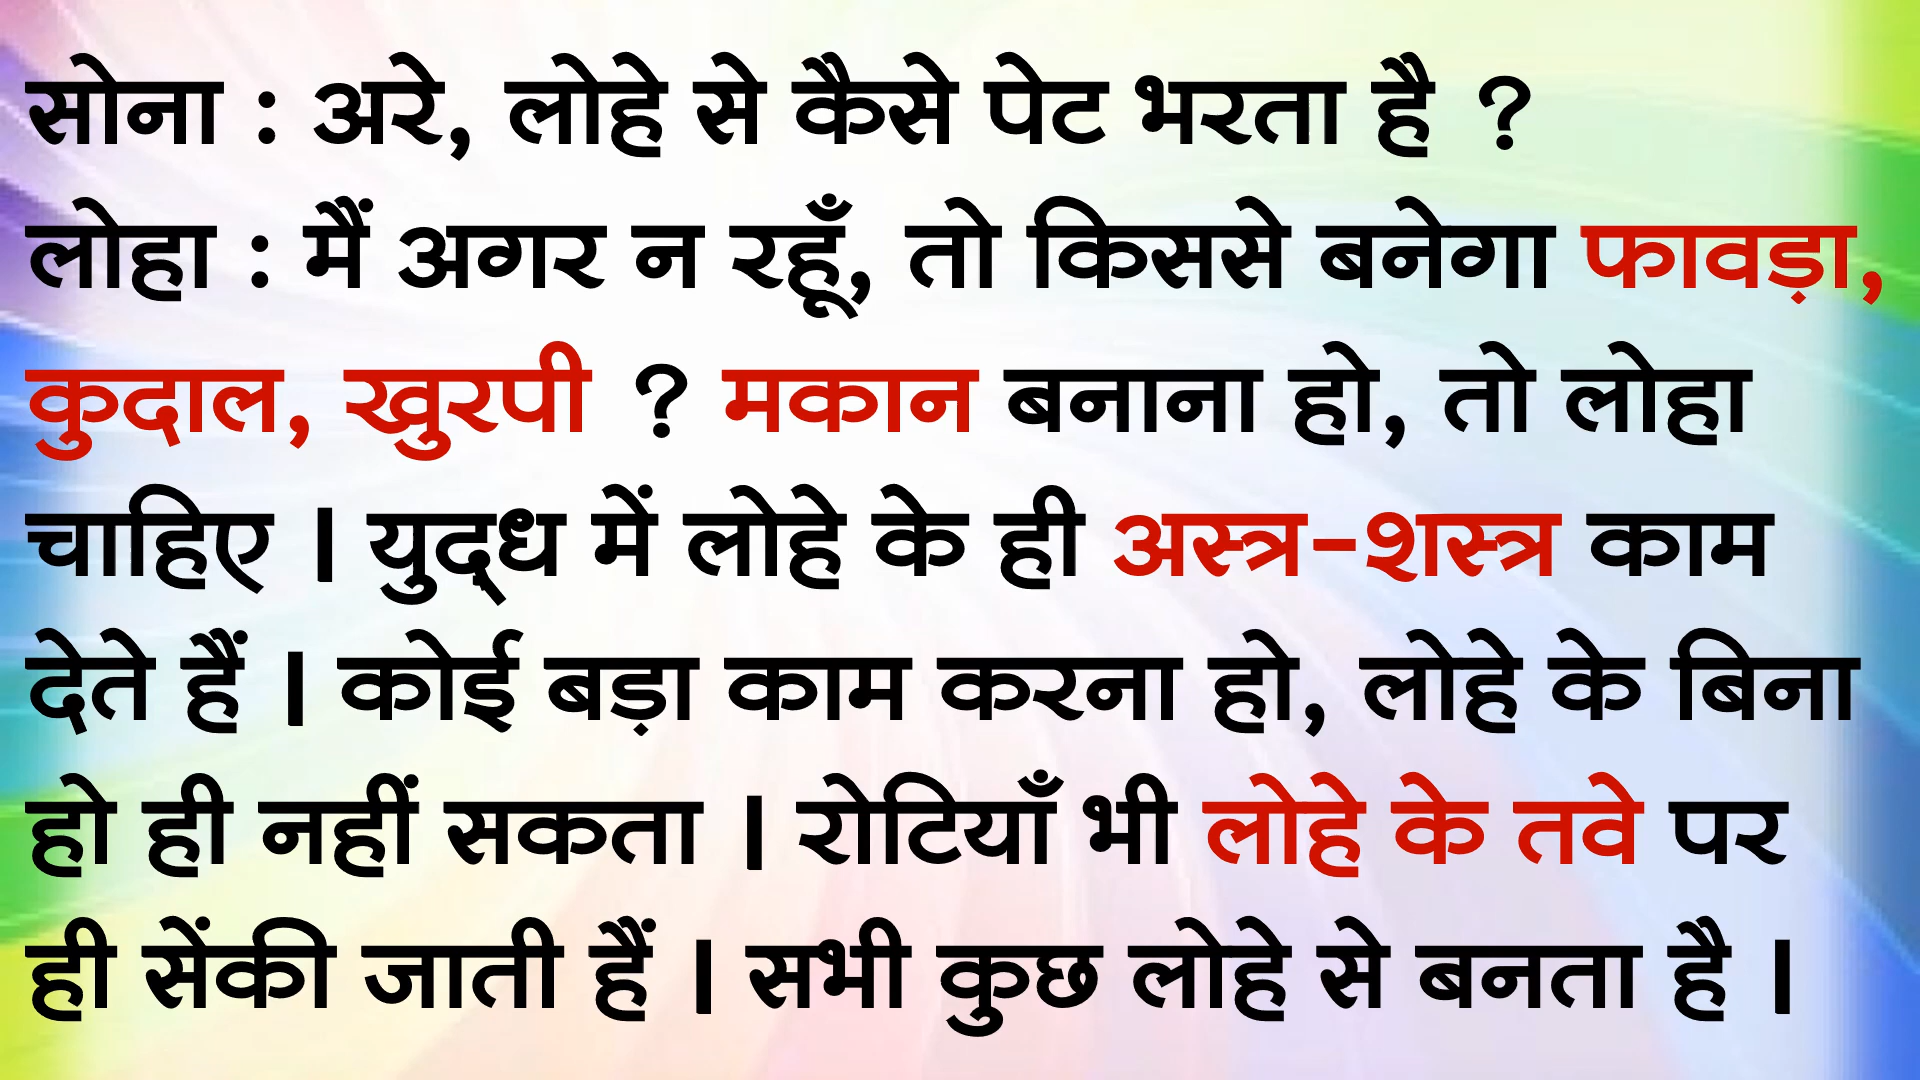 सोना : अरे, लोहे से कैसे पेट भरता है ?
लोहा : मैं अगर न रहूँ, तो किससे बनेगा फावड़ा,
कुदाल, खुरपी ? मकान बनाना हो, तो लोहा
चाहिए । युद्‌ध में लोहे के ही अस्त्र-शस्त्र काम
देते हैं । कोई बड़ा काम करना हो, लोहे के बिना
हो ही नहीं सकता । रोटियाँ भी लोहे के तवे पर
ही सेंकी जाती हैं । सभी कुछ लोहे से बनता है ।